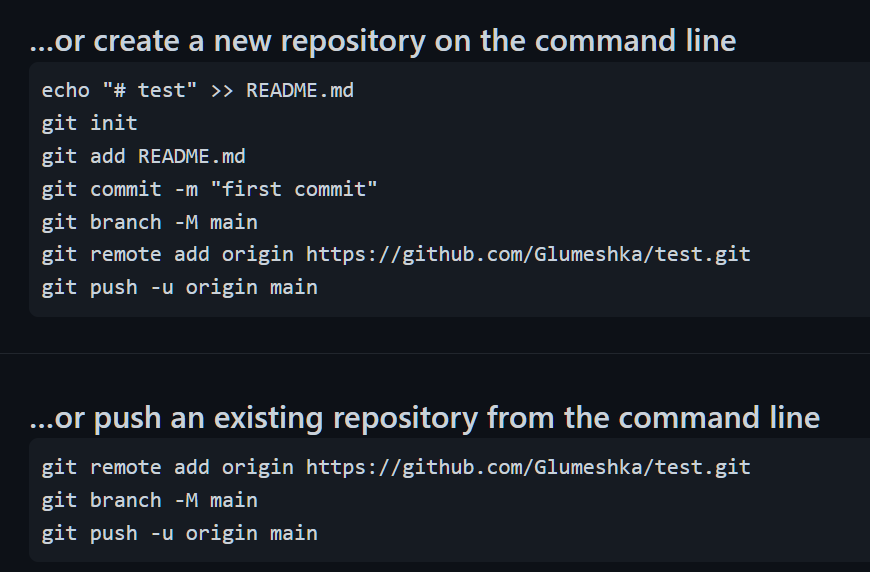 ...or create a new repository on the command line
echo "# test" >> README.md
git init
git add README.md
git commit -m "first commit"
git branch -M main
git remote add origin https://github.com/Glumeshka/test.git
git push -u origin main
...or push an existing repository from the command line
git remote add origin https://github.com/Glumeshka/test.git
git branch -M main
git push -u origin main